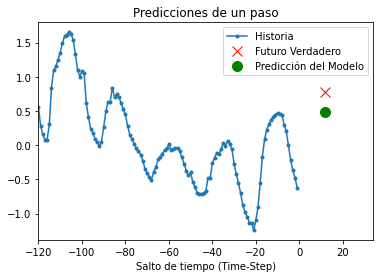 Predicciones de un paso
Historia
Futuro Verdadero
Predicción del Modelo
1.5
1.0
0.5
0.0
−0.5
−1.0
−120
−100
−80
−60
−40
−20
0
20
Salto de tiempo (Time-Step)